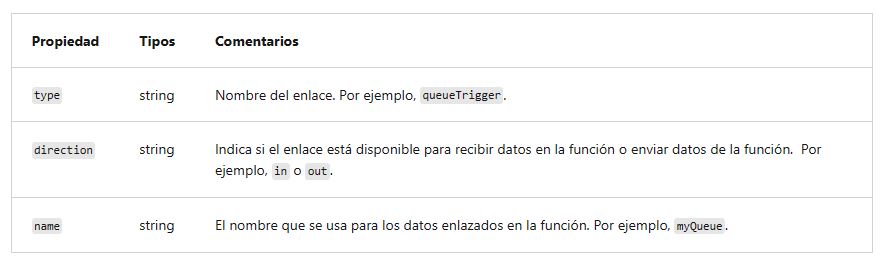 Propiedad Tipos Comentarios
type string Nombre del enlace. Por ejemplo, queueTrigger.
direction string Indica si el enlace está disponible para recibir datos en la función o enviar datos de la función. Por
ejemplo, in o out.
name string El nombre que se usa para los datos enlazados en la función. Por ejemplo, myQueue.